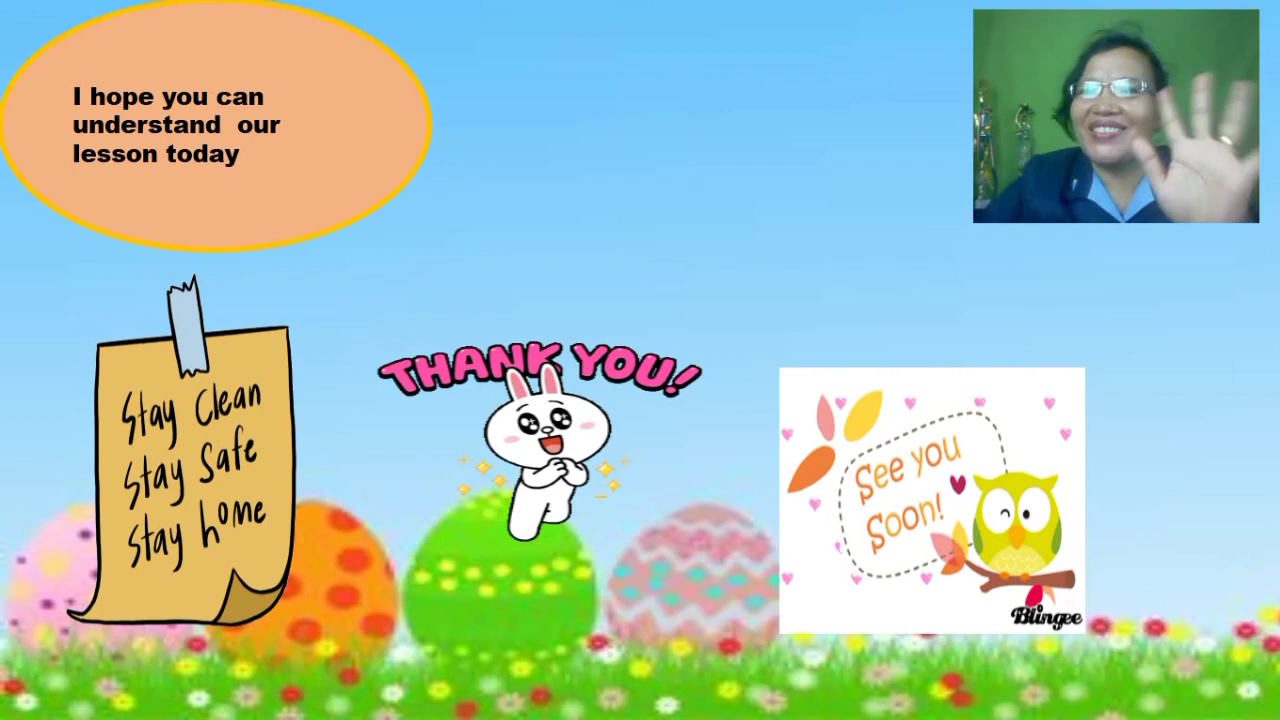 I hope you can
understand our
lesson today
Stay Clean
Stay Safe
Stay home
THANK YOU!
See you
Soon!
Blingee